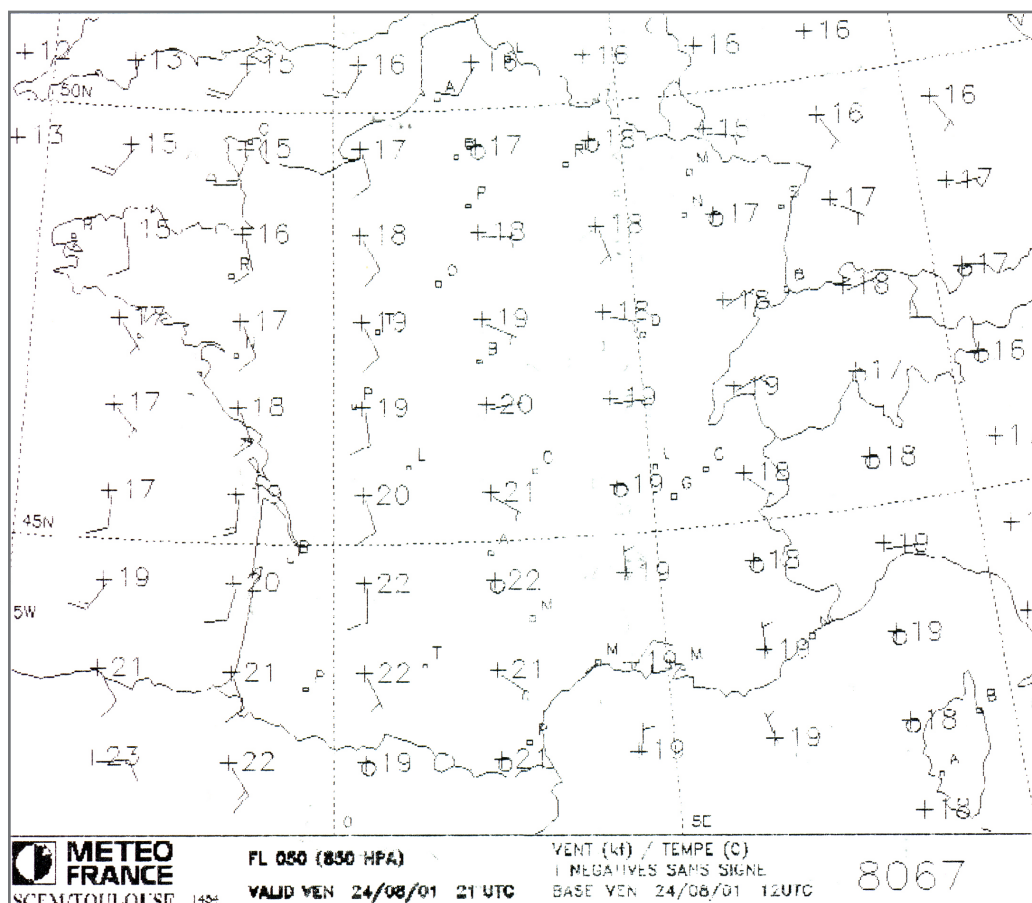 +12 +13 +15 +16 +16 +16 +16 +16
50N
L
A
+16 +16
+13 +15 +15 +17 +17 +18 +15
C
R
M
+17 +17
P
N
S
+15 +16 +18 +18 +18 +17
R
R
O
B
+17 +17 +19 +19 +18 +18 +18 +17
T
D
B
+16
P
+17 +18 +19 +20 +19 +19
L
O
L
C
G
+17 +20 +21 +19 +18 +18
45N
B
A
+19 +20 +22 +22 +19 +18 +19
5W
N
M
+21 +21 +22 +21 19 +19 +19
P
T
M
M
B
+23 +22 +19 +21 +19 +19 +18
P
A
+18
0
5E
METEO
FRANCE
SCEM/TOULOUSE
FL 050 (850 HPA)
VALID VEN 24/08/01 21 UTC
VENT (kt) / TEMPE (C)
T NEGATIVES SANS SIGNE
BASE VEN 24/08/01 12UTC
8067